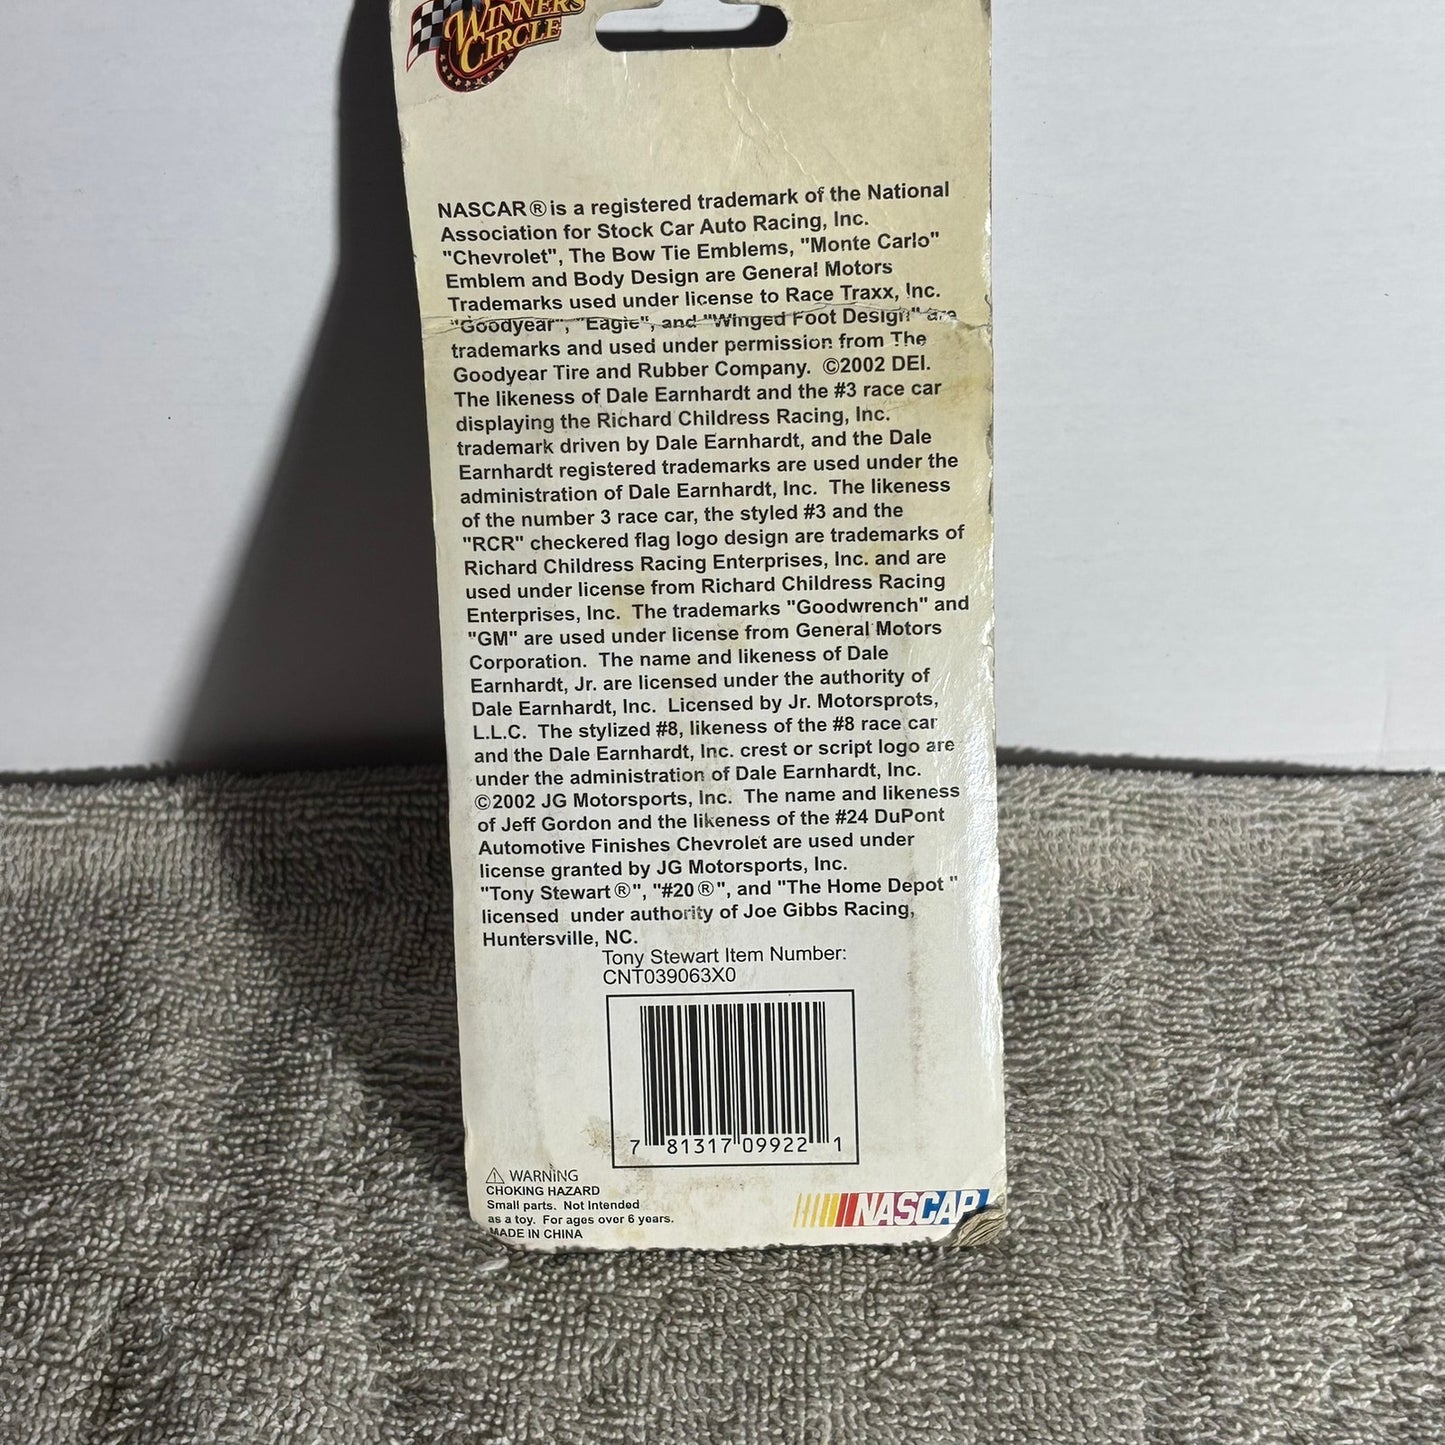 WINNER'S
CIRCLE
NASCAR® is a registered trademark of the National
Association for Stock Car Auto Racing, Inc.
"Chevrolet", The Bow Tie Emblems, "Monte Carlo"
Emblem and Body Design are General Motors
Trademarks used under license to Race Traxx, Inc.
"Goodyear", "Eagle", and "Winged Foot Design" are
trademarks and used under permission from The
Goodyear Tire and Rubber Company. ©2002 DEI.
The likeness of Dale Earnhardt and the #3 race car
displaying the Richard Childress Racing, Inc.
trademark driven by Dale Earnhardt, and the Dale
Earnhardt registered trademarks are used under the
administration of Dale Earnhardt, Inc. The likeness
of the number 3 race car, the styled #3 and the
"RCR" checkered flag logo design are trademarks of
Richard Childress Racing Enterprises, Inc. and are
used under license from Richard Childress Racing
Enterprises, Inc. The trademarks "Goodwrench" and
"GM" are used under license from General Motors
Corporation. The name and likeness of Dale
Earnhardt, Jr. are licensed under the authority of
Dale Earnhardt, Inc. Licensed by Jr. Motorsprots,
L.L.C. The stylized #8, likeness of the #8 race car
and the Dale Earnhardt, Inc. crest or script logo are
under the administration of Dale Earnhardt, Inc.
©2002 JG Motorsports, Inc. The name and likeness
of Jeff Gordon and the likeness of the #24 DuPont
Automotive Finishes Chevrolet are used under
license granted by JG Motorsports, Inc.
"Tony Stewart®", "#20®", and "The Home Depot "
licensed under authority of Joe Gibbs Racing,
Huntersville, NC.
Tony Stewart Item Number:
CNT039063X0
7 81317 09922 1
⚠ WARNING
CHOKING HAZARD
Small parts. Not Intended
as a toy. For ages over 6 years.
MADE IN CHINA
NASCAR